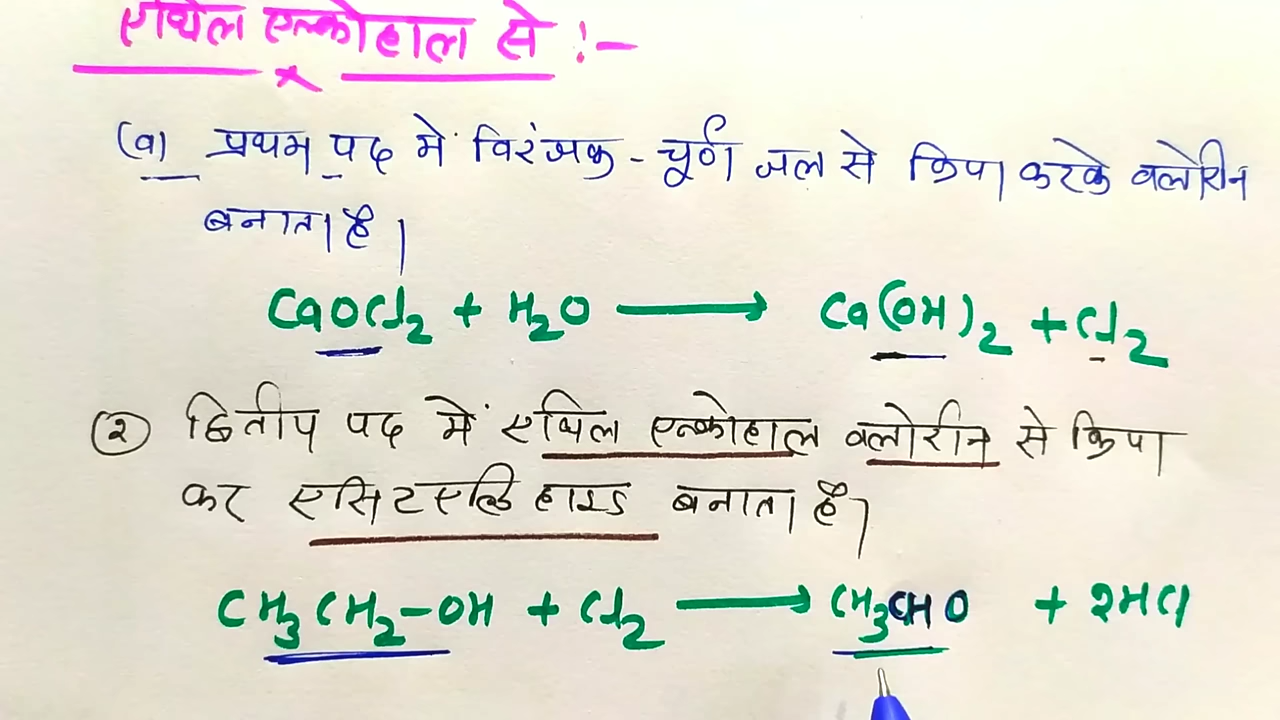 एथिल एल्कोहाल से :-
(a) प्रथम पद में विरंजक - चूर्ण जल से क्रिया करके क्लोरीन
बनाता है।
CaOCl₂ + H₂O ⟶ Ca(OH)₂ + Cl₂
(२) द्वितीय पद में एथिल एल्कोहाल क्लोरीन से क्रिया
कर एसिटएल्डिहाइड बनाता है।
CH₃CH₂-OH + Cl₂ ⟶ CH₃CHO + 2HCl